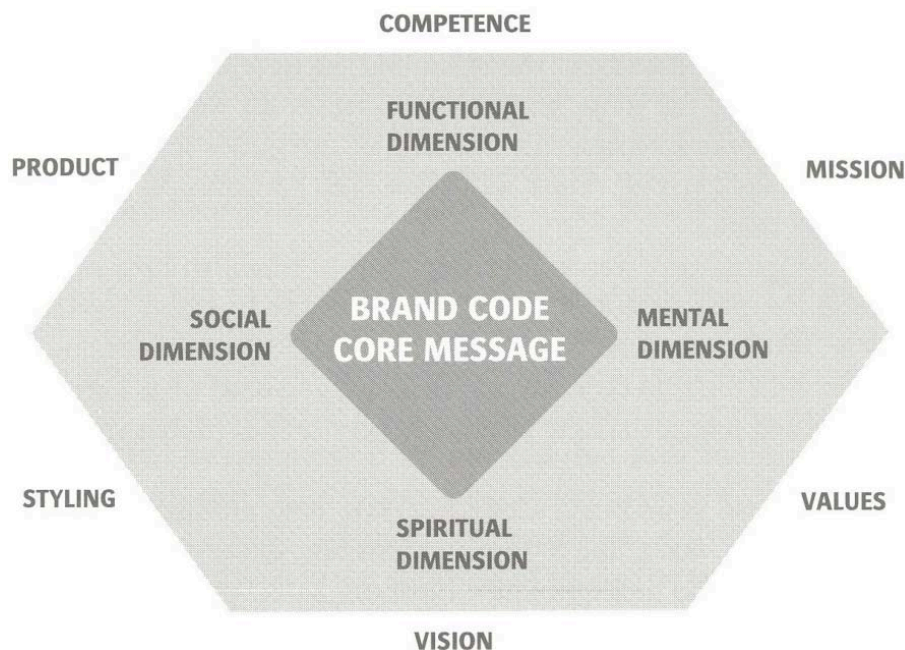 COMPETENCE
FUNCTIONAL
DIMENSION
PRODUCT
MISSION
BRAND CODE
CORE MESSAGE
SOCIAL
DIMENSION
MENTAL
DIMENSION
STYLING
VALUES
SPIRITUAL
DIMENSION
VISION